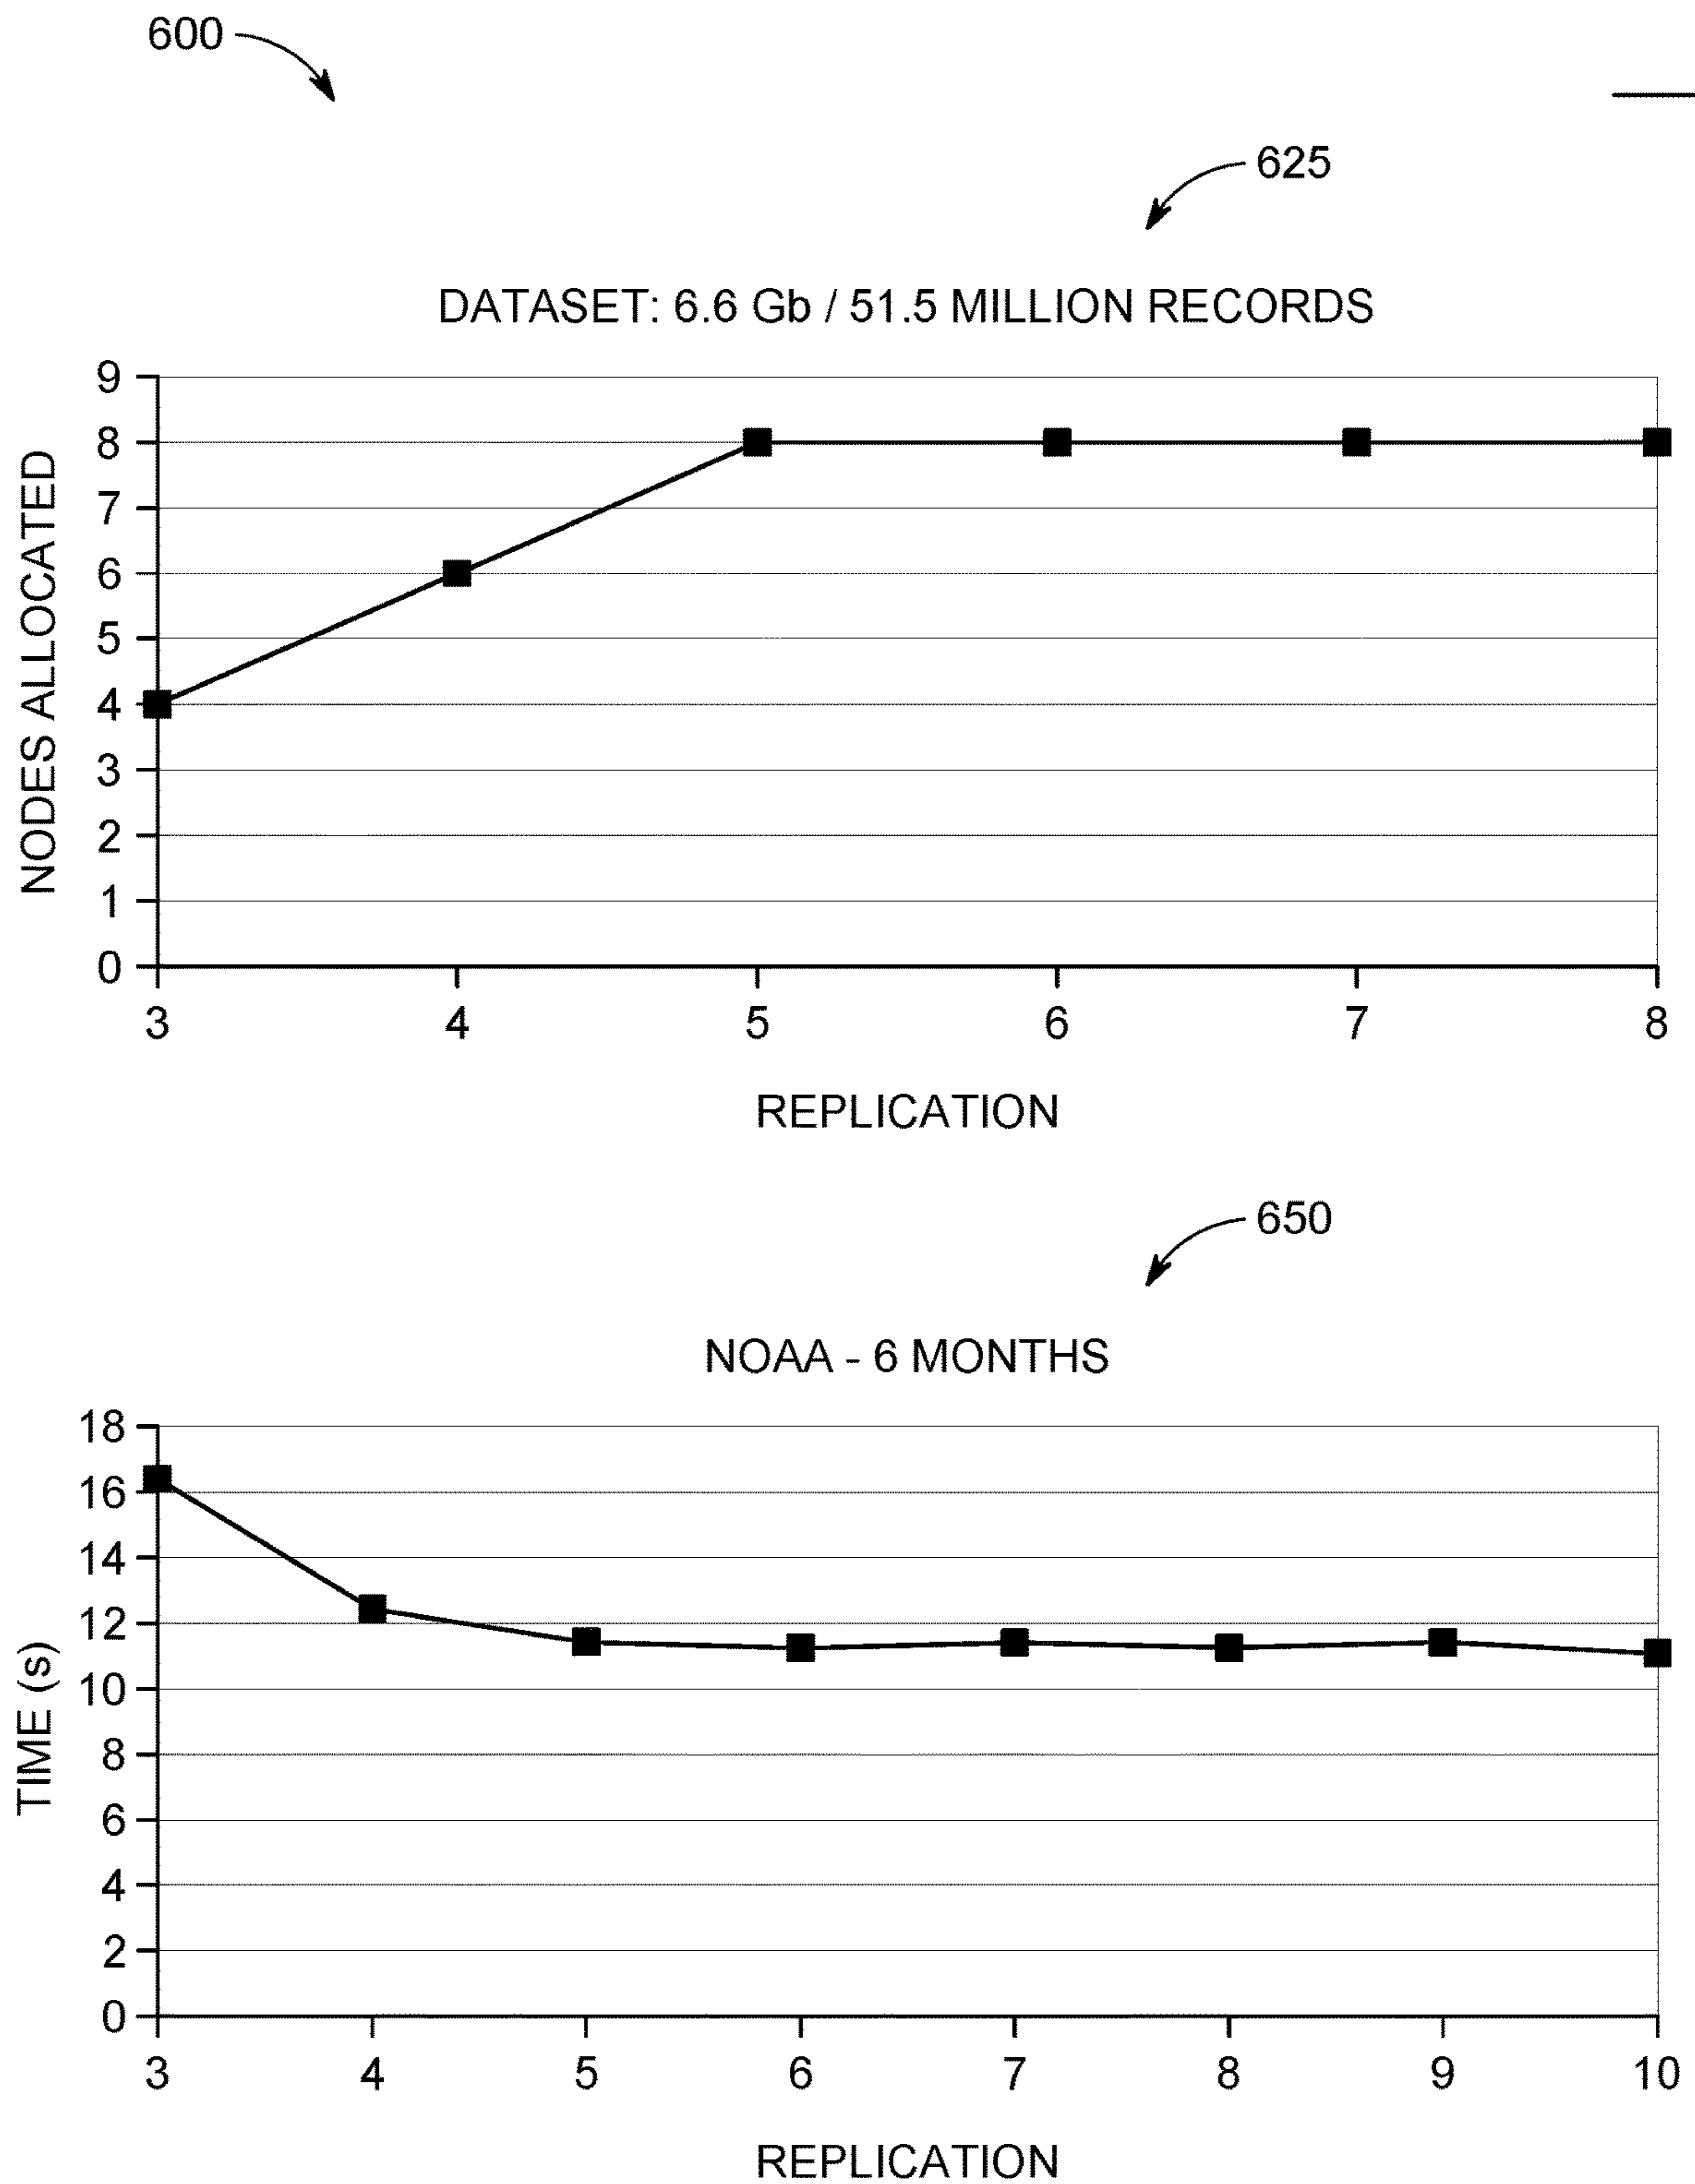 600
625
DATASET: 6.6 Gb / 51.5 MILLION RECORDS
9
8
7
6
5
4
3
2
1
0
NODES ALLOCATED
3 4 5 6 7 8
REPLICATION
650
NOAA - 6 MONTHS
18
16
14
12
10
8
6
4
2
0
TIME (s)
3 4 5 6 7 8 9 10
REPLICATION